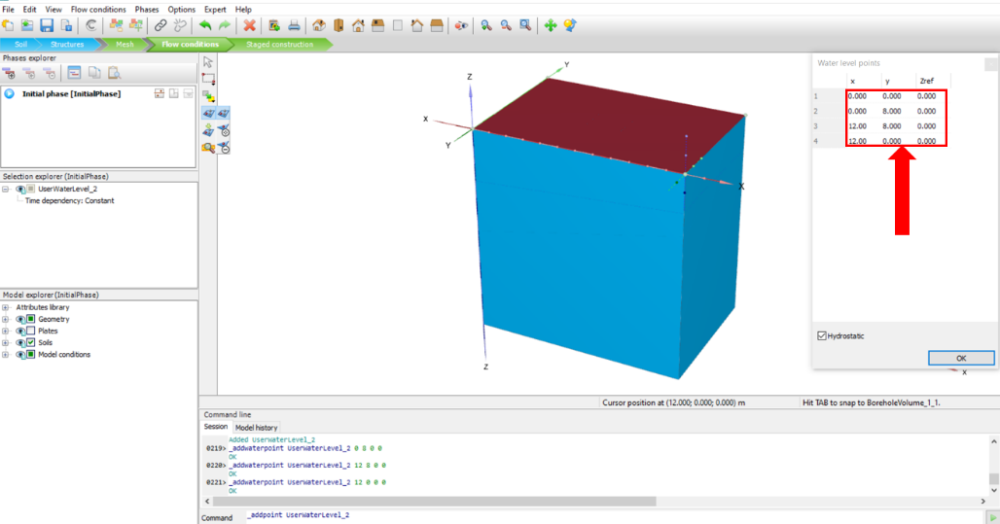 File Edit View Flow conditions Phases Options Expert Help
Soil Structures Mesh Flow conditions Staged construction
Phases explorer
Initial phase [InitialPhase]
Selection explorer (InitialPhase)
UserWaterLevel_2
Time dependency: Constant
Model explorer (InitialPhase)
Attributes library
Geometry
Plates
Soils
Model conditions
Z
Y
X
Y
X
Z
Water level points
x y Zref
1 0.000 0.000 0.000
2 0.000 8.000 0.000
3 12.00 8.000 0.000
4 12.00 0.000 0.000
Hydrostatic
OK
X
Cursor position at (12.000; 0.000; 0.000) m
Hit TAB to snap to BoreholeVolume_1_1.
Command line
Session Model history
Added UserWaterLevel_2
0219> _addwaterpoint UserWaterLevel_2 0 8 0 0
OK
0220> _addwaterpoint UserWaterLevel_2 12 8 0 0
OK
0221> _addwaterpoint UserWaterLevel_2 12 0 0 0
OK
Command _addpoint UserWaterLevel_2